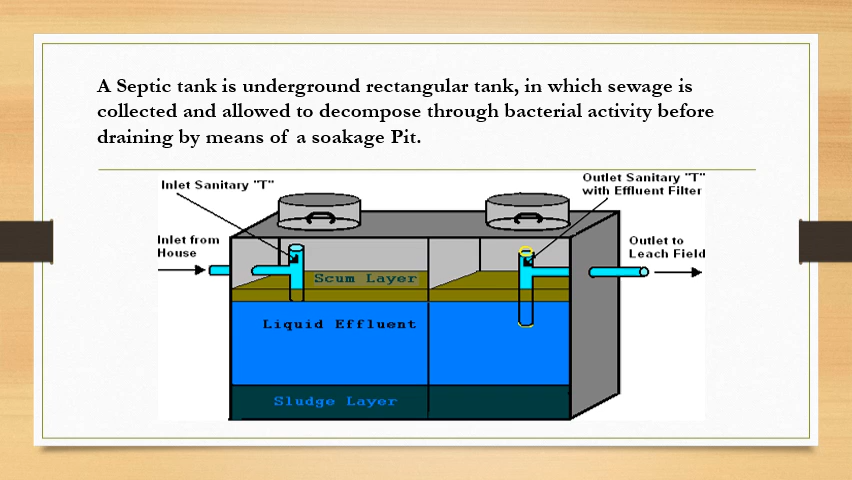 A Septic tank is underground rectangular tank, in which sewage is
collected and allowed to decompose through bacterial activity before
draining by means of a soakage Pit.
Inlet Sanitary "T"
Outlet Sanitary "T"
with Effluent Filter
Inlet from
House
Outlet to
Leach Field
Scum Layer
Liquid Effluent
Sludge Layer